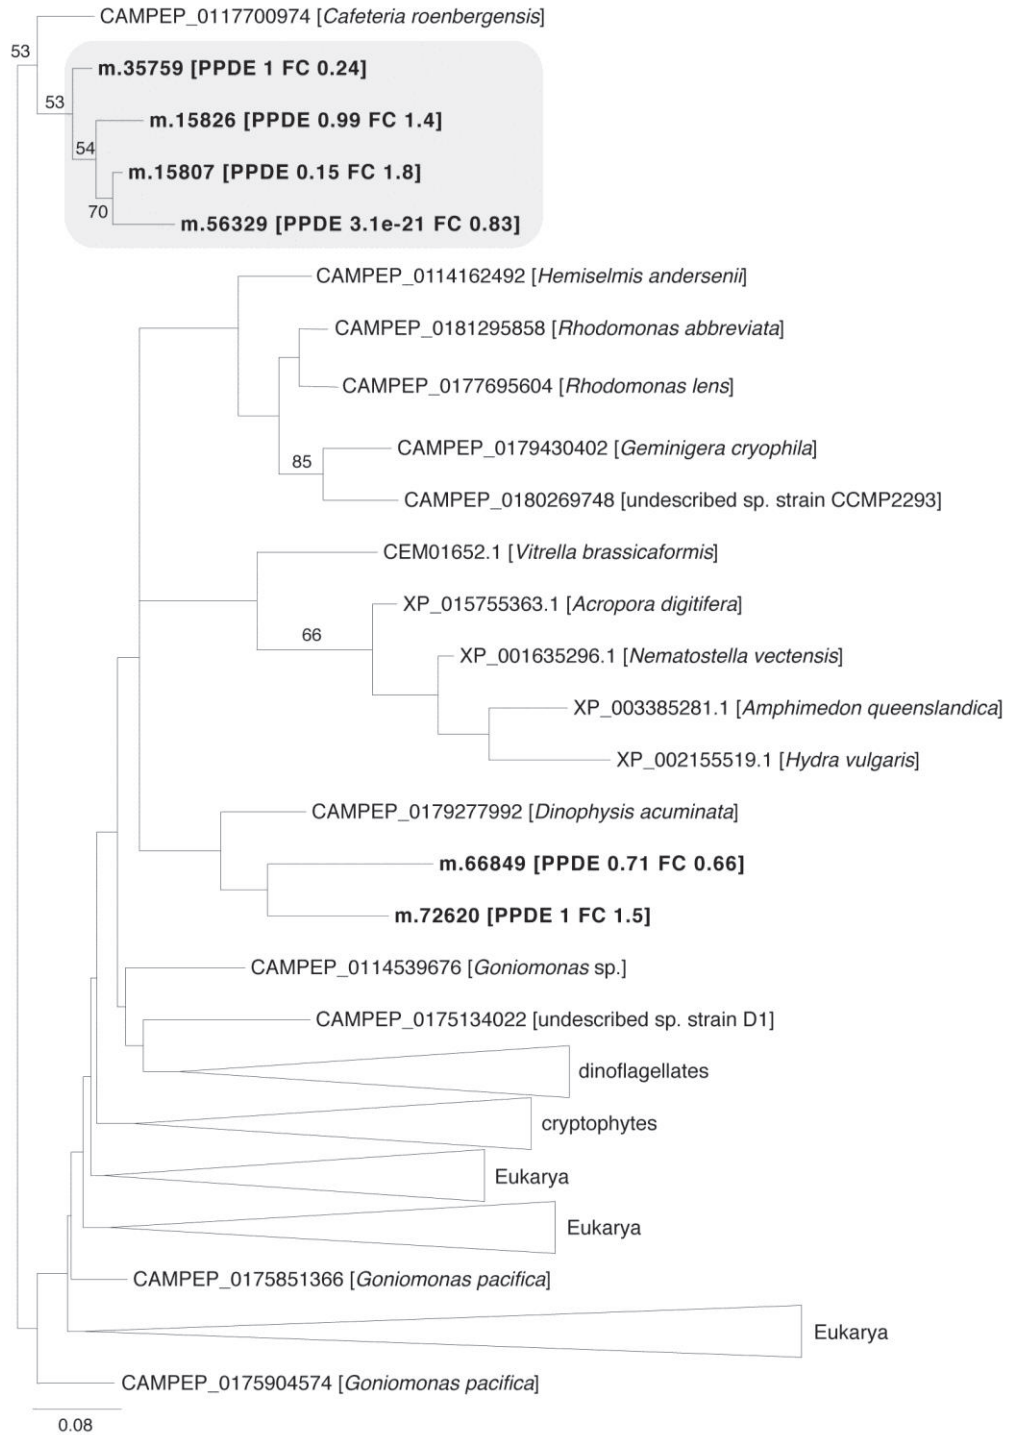 CAMPEP_0117700974 [Cafeteria roenbergensis]
53
m.35759 [PPDE 1 FC 0.24]
53
m.15826 [PPDE 0.99 FC 1.4]
54
m.15807 [PPDE 0.15 FC 1.8]
70
m.56329 [PPDE 3.1e-21 FC 0.83]
CAMPEP_0114162492 [Hemiselmis andersenii]
CAMPEP_0181295858 [Rhodomonas abbreviata]
CAMPEP_0177695604 [Rhodomonas lens]
CAMPEP_0179430402 [Geminigera cryophila]
85
CAMPEP_0180269748 [undescribed sp. strain CCMP2293]
CEM01652.1 [Vitrella brassicaformis]
XP_015755363.1 [Acropora digitifera]
66
XP_001635296.1 [Nematostella vectensis]
XP_003385281.1 [Amphimedon queenslandica]
XP_002155519.1 [Hydra vulgaris]
CAMPEP_0179277992 [Dinophysis acuminata]
m.66849 [PPDE 0.71 FC 0.66]
m.72620 [PPDE 1 FC 1.5]
CAMPEP_0114539676 [Goniomonas sp.]
CAMPEP_0175134022 [undescribed sp. strain D1]
dinoflagellates
cryptophytes
Eukarya
Eukarya
CAMPEP_0175851366 [Goniomonas pacifica]
Eukarya
CAMPEP_0175904574 [Goniomonas pacifica]
0.08